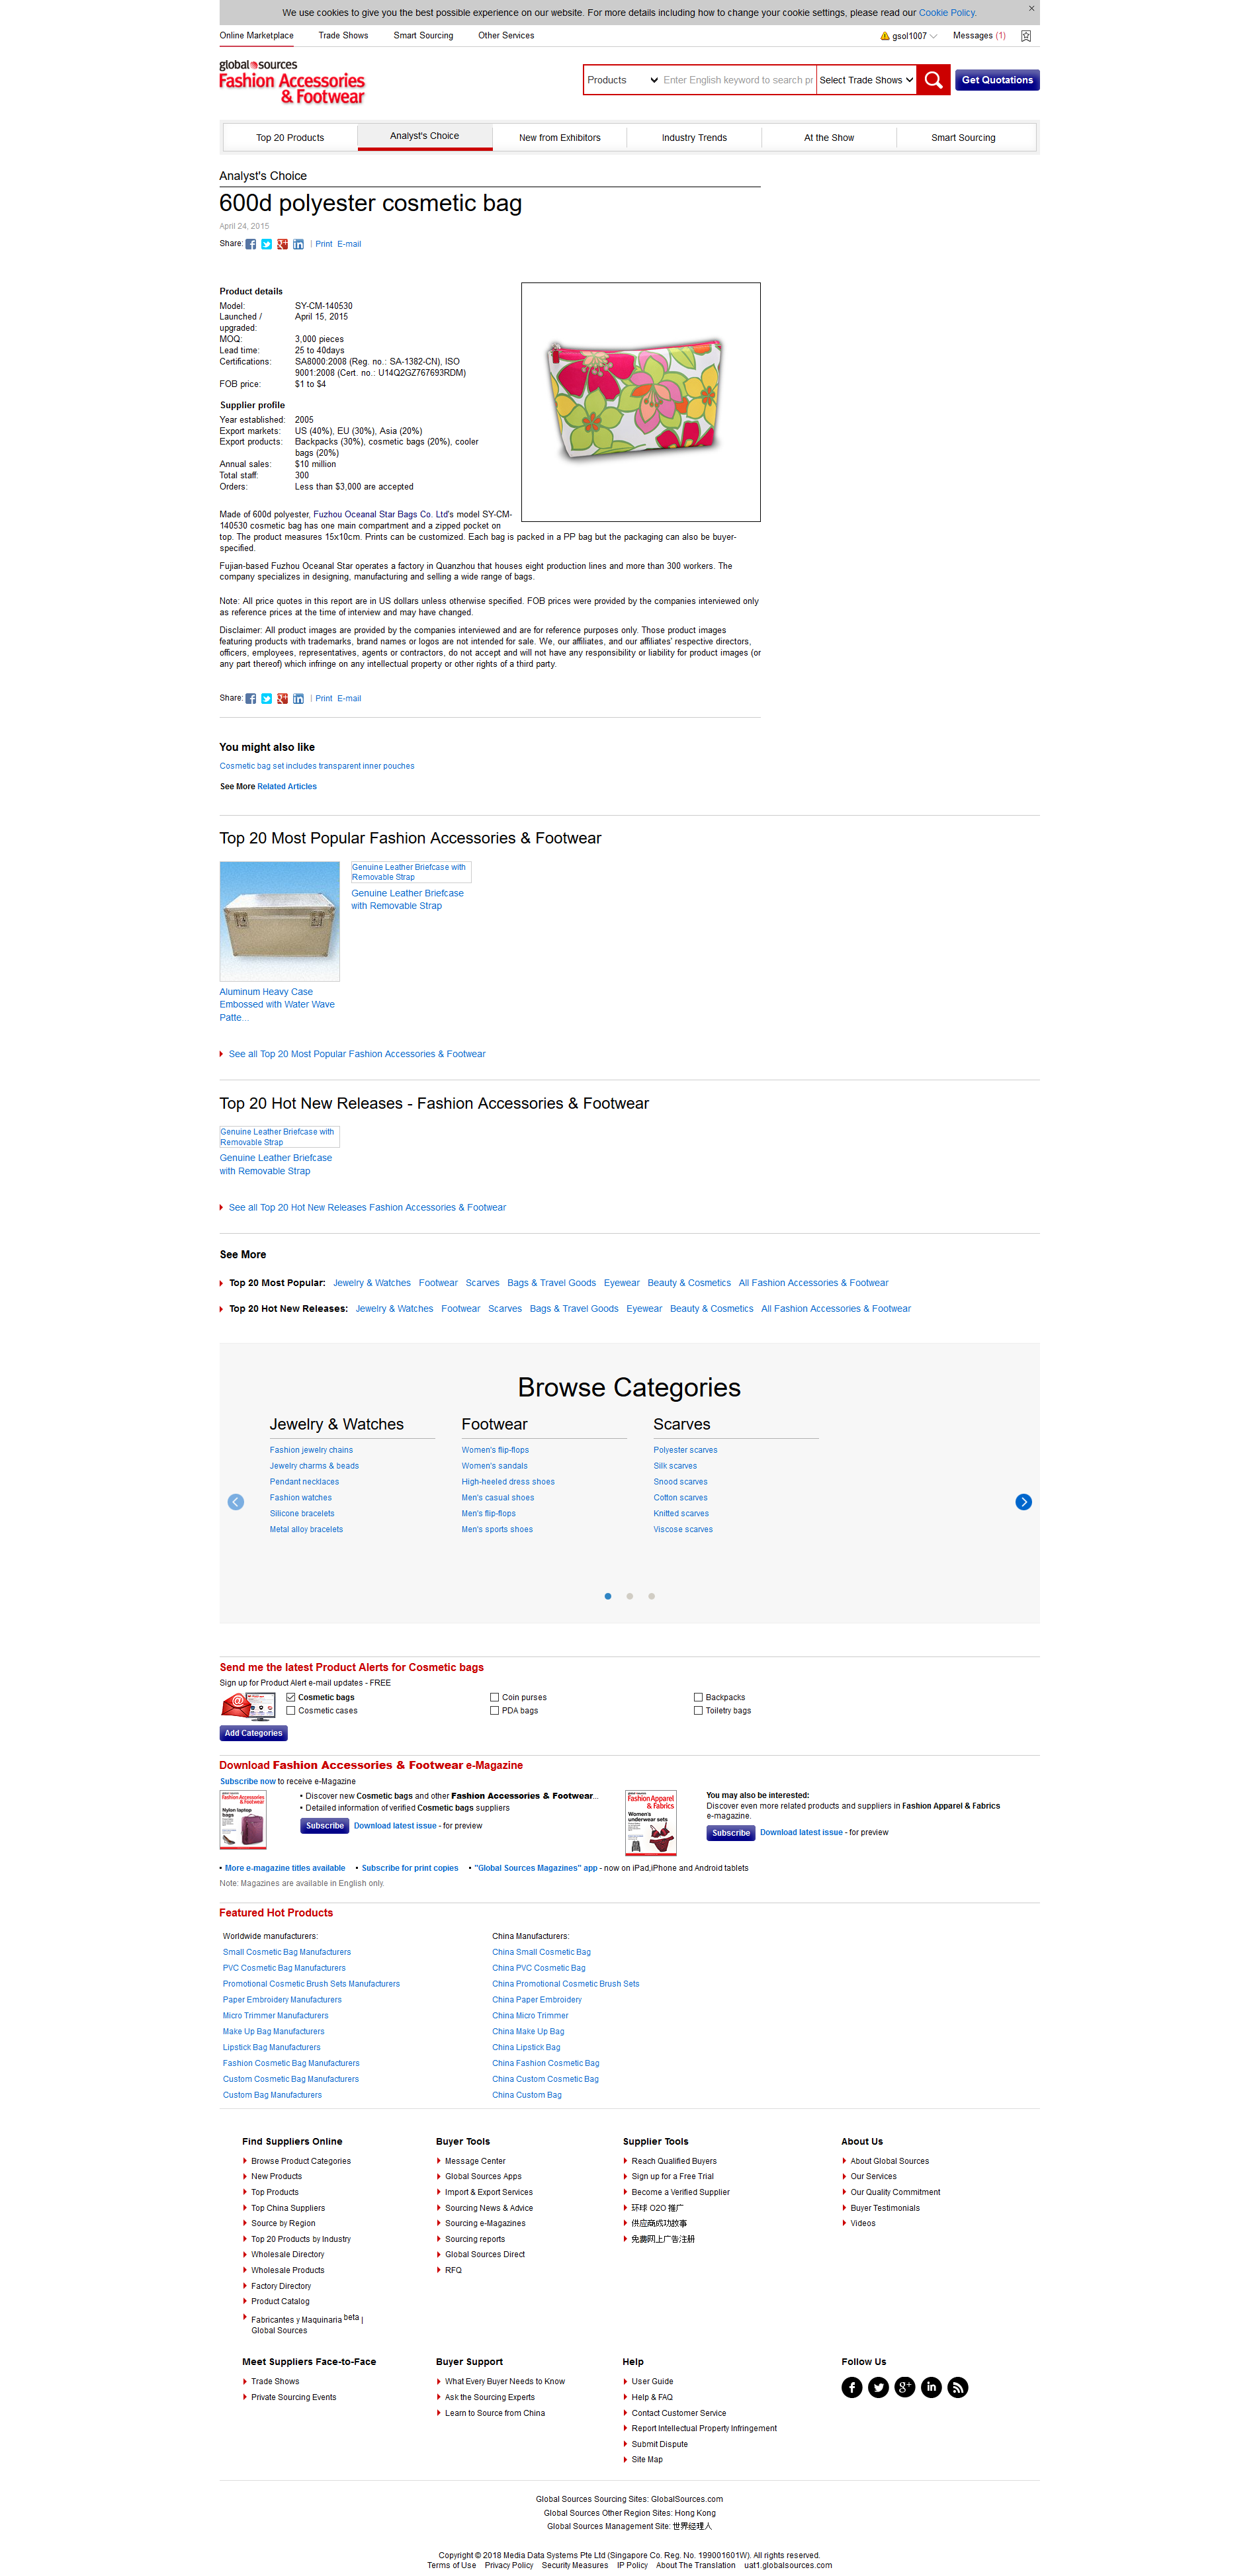 We use cookies to give you the best possible experience on our website. For more details including how to change your cookie settings, please read our Cookie Policy.
Online Marketplace Trade Shows Smart Sourcing Other Services gsol1007 Messages (1)
global sources
Fashion Accessories
& Footwear
Products Enter English keyword to search pr Select Trade Shows Get Quotations
Top 20 Products Analyst's Choice New from Exhibitors Industry Trends At the Show Smart Sourcing
Analyst's Choice
600d polyester cosmetic bag
April 24, 2015
Share: | Print E-mail
Product details
Model: SY-CM-140530
Launched / April 15, 2015
upgraded:
MOQ: 3,000 pieces
Lead time: 25 to 40days
Certifications: SA8000:2008 (Reg. no.: SA-1382-CN), ISO
9001:2008 (Cert. no.: U14Q2GZ767693RDM)
FOB price: $1 to $4
Supplier profile
Year established: 2005
Export markets: US (40%), EU (30%), Asia (20%)
Export products: Backpacks (30%), cosmetic bags (20%), cooler
bags (20%)
Annual sales: $10 million
Total staff: 300
Orders: Less than $3,000 are accepted
Made of 600d polyester, Fuzhou Oceanal Star Bags Co. Ltd's model SY-CM-
140530 cosmetic bag has one main compartment and a zipped pocket on
top. The product measures 15x10cm. Prints can be customized. Each bag is packed in a PP bag but the packaging can also be buyer-
specified.
Fujian-based Fuzhou Oceanal Star operates a factory in Quanzhou that houses eight production lines and more than 300 workers. The
company specializes in designing, manufacturing and selling a wide range of bags.
Note: All price quotes in this report are in US dollars unless otherwise specified. FOB prices were provided by the companies interviewed only
as reference prices at the time of interview and may have changed.
Disclaimer: All product images are provided by the companies interviewed and are for reference purposes only. Those product images
featuring products with trademarks, brand names or logos are not intended for sale. We, our affiliates, and our affiliates' respective directors,
officers, employees, representatives, agents or contractors, do not accept and will not have any responsibility or liability for product images (or
any part thereof) which infringe on any intellectual property or other rights of a third party.
Share: | Print E-mail
You might also like
Cosmetic bag set includes transparent inner pouches
See More Related Articles
Top 20 Most Popular Fashion Accessories & Footwear
Genuine Leather Briefcase with
Removable Strap
Genuine Leather Briefcase
with Removable Strap
Aluminum Heavy Case
Embossed with Water Wave
Patte...
See all Top 20 Most Popular Fashion Accessories & Footwear
Top 20 Hot New Releases - Fashion Accessories & Footwear
Genuine Leather Briefcase with
Removable Strap
Genuine Leather Briefcase
with Removable Strap
See all Top 20 Hot New Releases Fashion Accessories & Footwear
See More
Top 20 Most Popular: Jewelry & Watches Footwear Scarves Bags & Travel Goods Eyewear Beauty & Cosmetics All Fashion Accessories & Footwear
Top 20 Hot New Releases: Jewelry & Watches Footwear Scarves Bags & Travel Goods Eyewear Beauty & Cosmetics All Fashion Accessories & Footwear
Browse Categories
Jewelry & Watches Footwear Scarves
Fashion jewelry chains Women's flip-flops Polyester scarves
Jewelry charms & beads Women's sandals Silk scarves
Pendant necklaces High-heeled dress shoes Snood scarves
Fashion watches Men's casual shoes Cotton scarves
Silicone bracelets Men's flip-flops Knitted scarves
Metal alloy bracelets Men's sports shoes Viscose scarves
Send me the latest Product Alerts for Cosmetic bags
Sign up for Product Alert e-mail updates - FREE
Cosmetic bags Coin purses Backpacks
Cosmetic cases PDA bags Toiletry bags
Add Categories
Download Fashion Accessories & Footwear e-Magazine
Subscribe now to receive e-Magazine
Fashion Accessories
& Footwear
Nylon laptop
bags
• Discover new Cosmetic bags and other Fashion Accessories & Footwear...
• Detailed information of verified Cosmetic bags suppliers
Subscribe Download latest issue - for preview
Fashion Apparel
& Fabrics
Women's
underwear sets
You may also be interested:
Discover even more related products and suppliers in Fashion Apparel & Fabrics
e-magazine.
Subscribe Download latest issue - for preview
• More e-magazine titles available • Subscribe for print copies • "Global Sources Magazines" app - now on iPad,iPhone and Android tablets
Note: Magazines are available in English only.
Featured Hot Products
Worldwide manufacturers: China Manufacturers:
Small Cosmetic Bag Manufacturers China Small Cosmetic Bag
PVC Cosmetic Bag Manufacturers China PVC Cosmetic Bag
Promotional Cosmetic Brush Sets Manufacturers China Promotional Cosmetic Brush Sets
Paper Embroidery Manufacturers China Paper Embroidery
Micro Trimmer Manufacturers China Micro Trimmer
Make Up Bag Manufacturers China Make Up Bag
Lipstick Bag Manufacturers China Lipstick Bag
Fashion Cosmetic Bag Manufacturers China Fashion Cosmetic Bag
Custom Cosmetic Bag Manufacturers China Custom Cosmetic Bag
Custom Bag Manufacturers China Custom Bag
Find Suppliers Online Buyer Tools Supplier Tools About Us
Browse Product Categories Message Center Reach Qualified Buyers About Global Sources
New Products Global Sources Apps Sign up for a Free Trial Our Services
Top Products Import & Export Services Become a Verified Supplier Our Quality Commitment
Top China Suppliers Sourcing News & Advice 环球 O2O 推广 Buyer Testimonials
Source by Region Sourcing e-Magazines 供应商成功故事 Videos
Top 20 Products by Industry Sourcing reports 免费网上广告注册
Wholesale Directory Global Sources Direct
Wholesale Products RFQ
Factory Directory
Product Catalog
Fabricantes y Maquinaria beta |
Global Sources
Meet Suppliers Face-to-Face Buyer Support Help Follow Us
Trade Shows What Every Buyer Needs to Know User Guide
Private Sourcing Events Ask the Sourcing Experts Help & FAQ
Learn to Source from China Contact Customer Service
Report Intellectual Property Infringement
Submit Dispute
Site Map
Global Sources Sourcing Sites: GlobalSources.com
Global Sources Other Region Sites: Hong Kong
Global Sources Management Site: 世界经理人
Copyright © 2018 Media Data Systems Pte Ltd (Singapore Co. Reg. No. 199001601W). All rights reserved.
Terms of Use Privacy Policy Security Measures IP Policy About The Translation uat1.globalsources.com